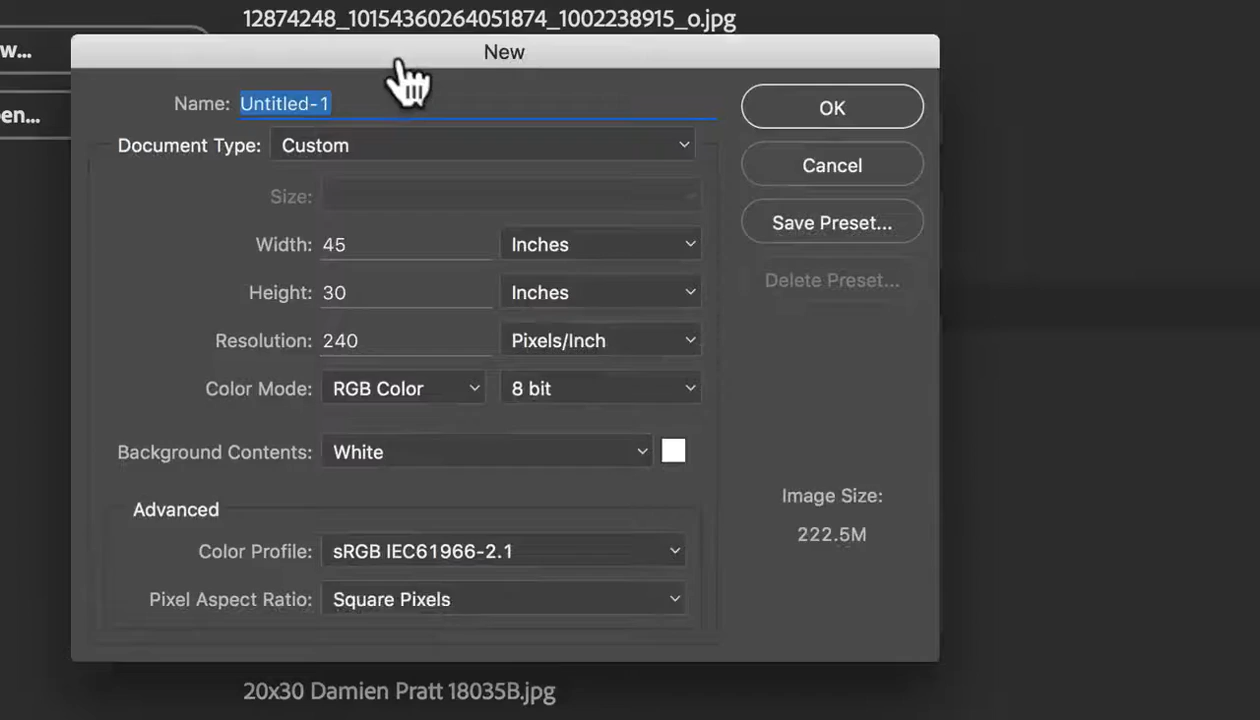 12874248_10154360264051874_1002238915_o.jpg
w...
New
Name: Untitled-1
OK
en...
Document Type: Custom
Cancel
Size:
Save Preset...
Width: 45 Inches
Delete Preset...
Height: 30 Inches
Resolution: 240 Pixels/Inch
Color Mode: RGB Color 8 bit
Background Contents: White
Image Size:
222.5M
Advanced
Color Profile: sRGB IEC61966-2.1
Pixel Aspect Ratio: Square Pixels
20x30 Damien Pratt 18035B.jpg